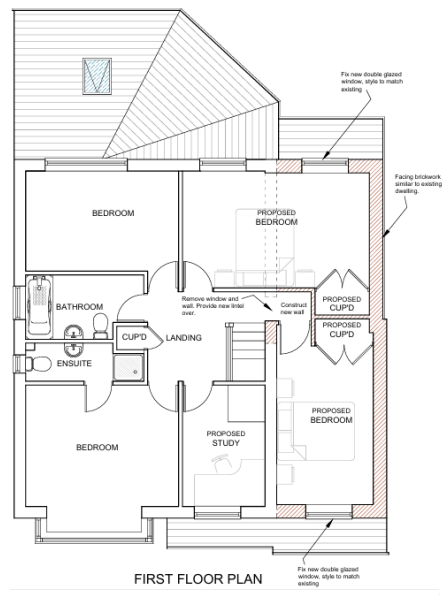 Fix new double glazed
window, style to match
existing
Facing brickwork
similar to existing
dwelling.
BEDROOM
PROPOSED
BEDROOM
Remove window and
wall. Provide new lintel
over.
Construct
new wall
PROPOSED
CUP'D
PROPOSED
CUP'D
BATHROOM
CUP'D
LANDING
ENSUITE
BEDROOM
PROPOSED
STUDY
PROPOSED
BEDROOM
Fix new double glazed
window, style to match
existing
FIRST FLOOR PLAN